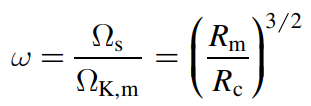 ω = Ωs / ΩK,m = (Rm / Rc)^3/2